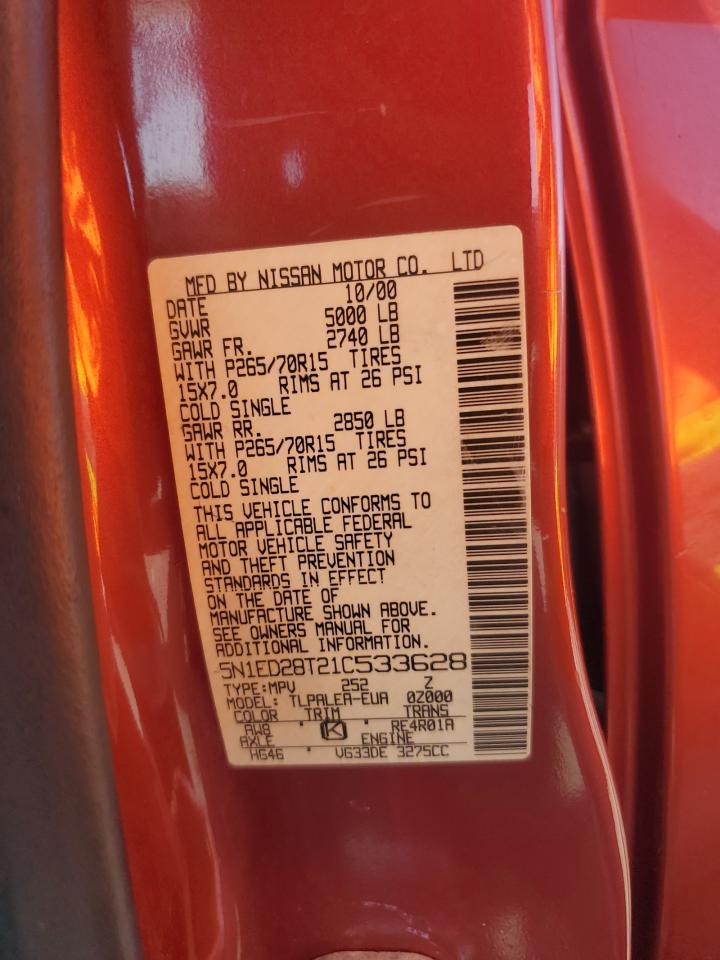 MFD BY NISSAN MOTOR CO. LTD
DATE 10/00
GVWR 5000 LB
GAWR FR. 2740 LB
WITH P265/70R15 TIRES
15X7.0 RIMS AT 26 PSI
COLD SINGLE
GAWR RR. 2850 LB
WITH P265/70R15 TIRES
15X7.0 RIMS AT 26 PSI
COLD SINGLE
THIS VEHICLE CONFORMS TO
ALL APPLICABLE FEDERAL
MOTOR VEHICLE SAFETY
AND THEFT PREVENTION
STANDARDS IN EFFECT
ON THE DATE OF
MANUFACTURE SHOWN ABOVE.
SEE OWNERS MANUAL FOR
ADDITIONAL INFORMATION.
5N1ED28T21C533628
TYPE:MPV 252 Z
MODEL: TLPALEA-EUA 0Z000
COLOR TRIM TRANS
AW8 K RE4R01A
AXLE ENGINE
HG46 VG33DE 3275CC